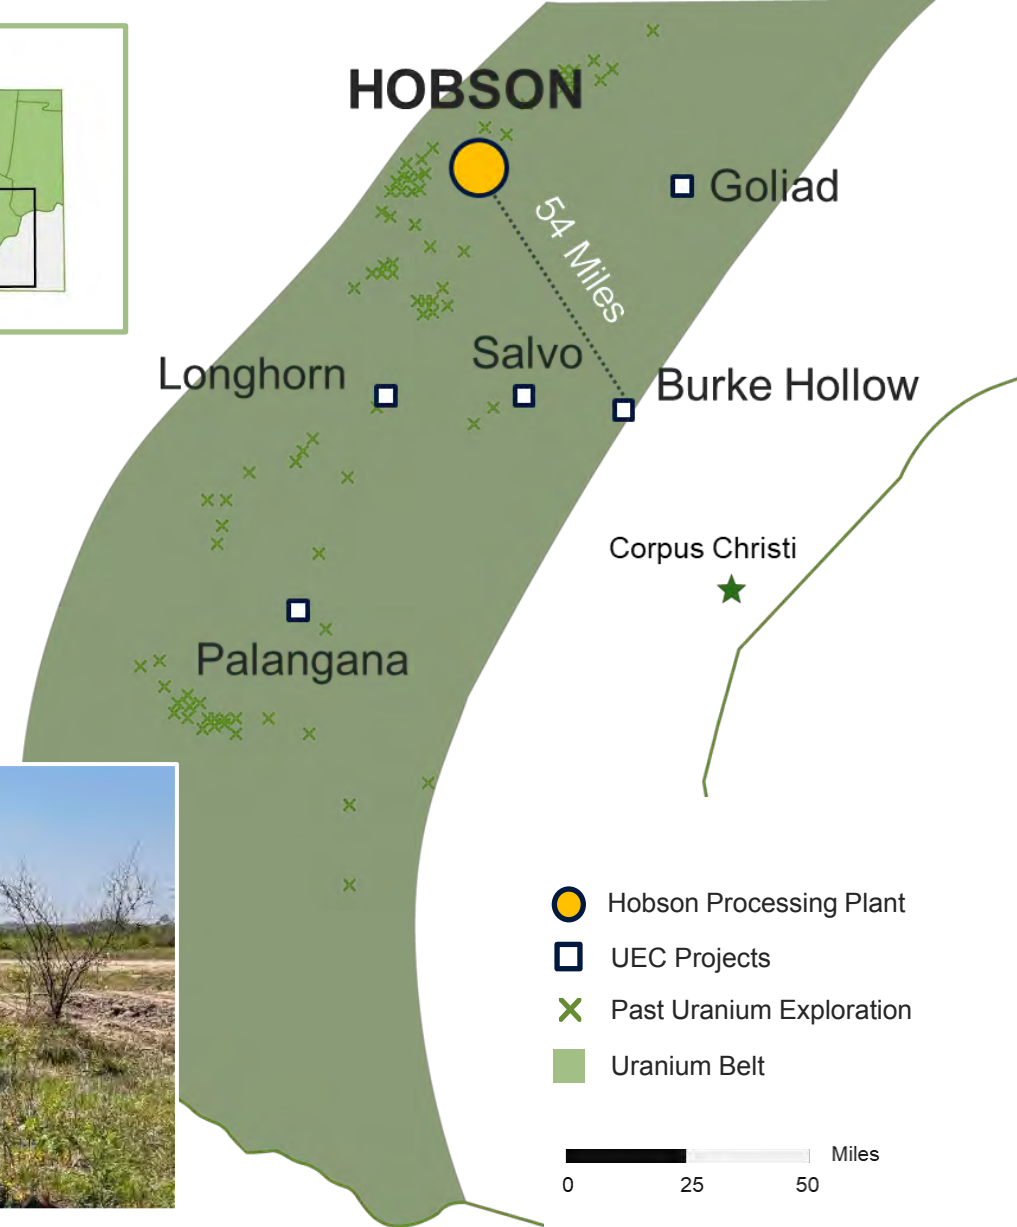 HOBSON
Goliad
54 Miles
Salvo
Longhorn
Burke Hollow
Corpus Christi
Palangana
Hobson Processing Plant
UEC Projects
Past Uranium Exploration
Uranium Belt
Miles
0 25 50